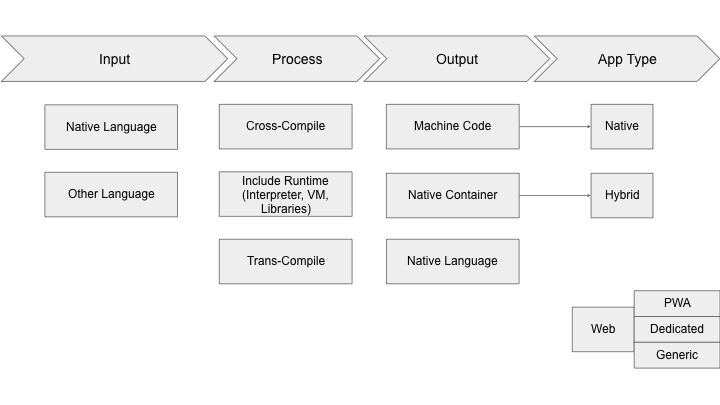 Input
Process
Output
App Type
Native Language
Cross-Compile
Machine Code
Native
Other Language
Include Runtime
(Interpreter, VM,
Libraries)
Native Container
Hybrid
Trans-Compile
Native Language
Web
PWA
Dedicated
Generic